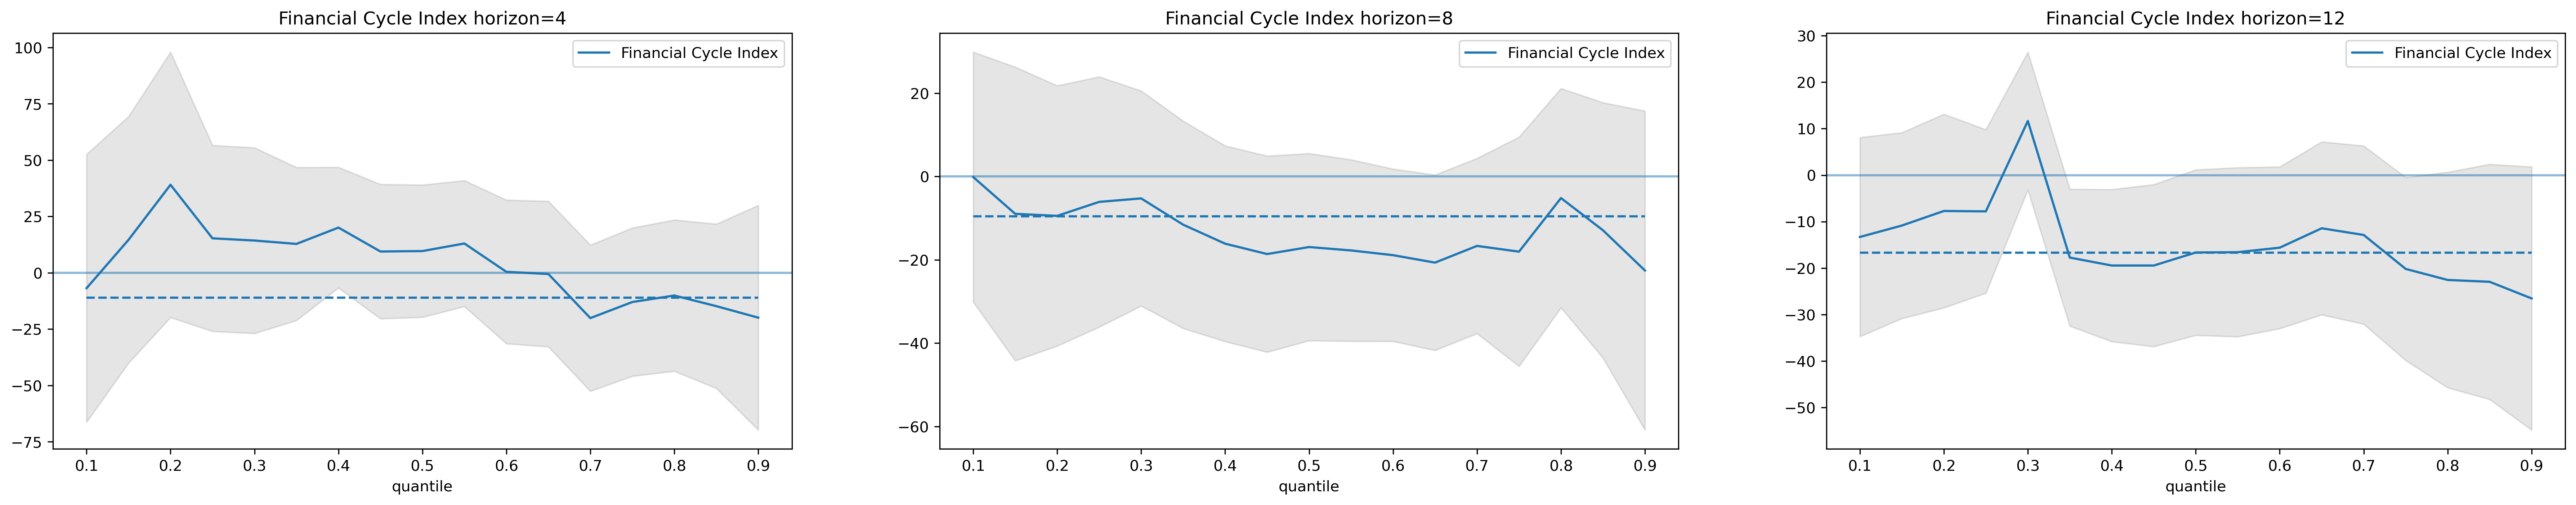 Financial Cycle Index horizon=4
Financial Cycle Index
100
75
50
25
0
−25
−50
−75
0.1 0.2 0.3 0.4 0.5 0.6 0.7 0.8 0.9
quantile
Financial Cycle Index horizon=8
Financial Cycle Index
20
0
−20
−40
−60
0.1 0.2 0.3 0.4 0.5 0.6 0.7 0.8 0.9
quantile
Financial Cycle Index horizon=12
Financial Cycle Index
30
20
10
0
−10
−20
−30
−40
−50
0.1 0.2 0.3 0.4 0.5 0.6 0.7 0.8 0.9
quantile